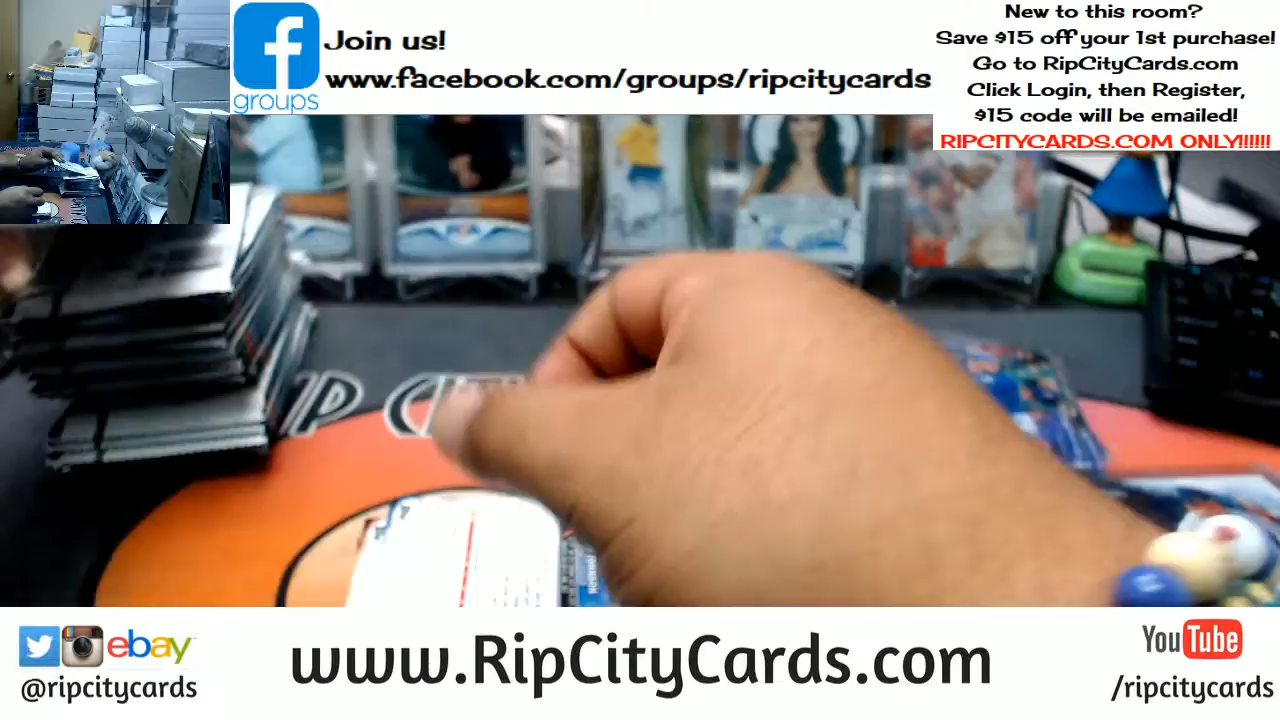 groups
Join us!
www.facebook.com/groups/ripcitycards
New to this room?
Save $15 off your 1st purchase!
Go to RipCityCards.com
Click Login, then Register,
$15 code will be emailed!
RIPCITYCARDS.COM ONLY!!!!!!
IP CIT
ebay
@ripcitycards
www.RipCityCards.com
YouTube
/ripcitycards